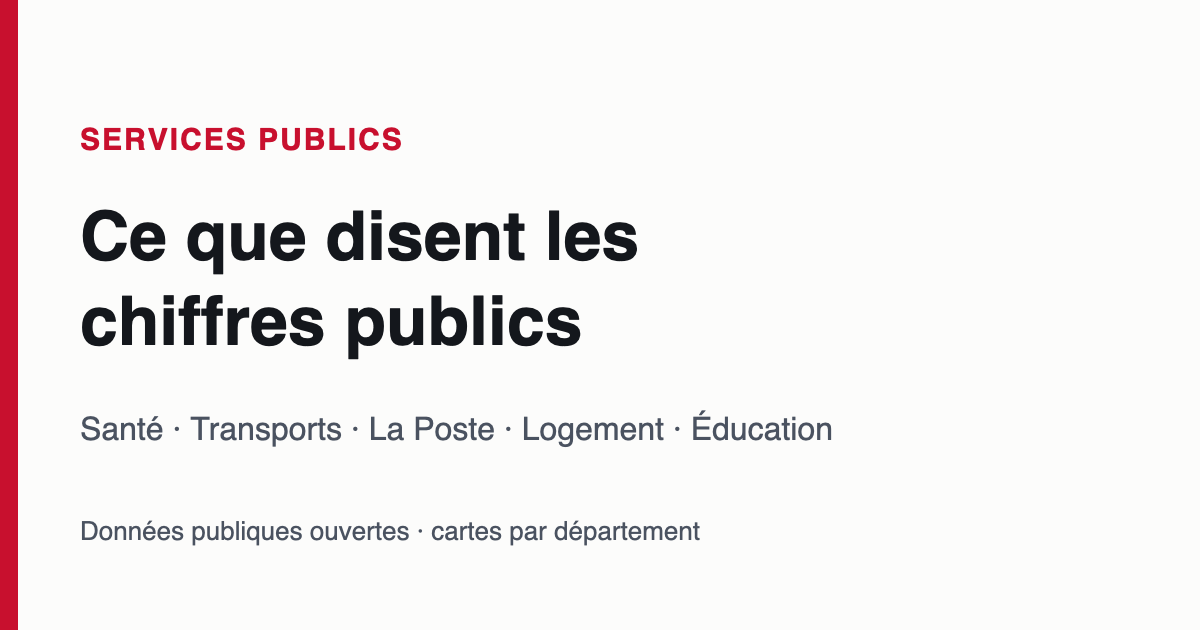 SERVICES PUBLICS
Ce que disent les
chiffres publics
Santé · Transports · La Poste · Logement · Éducation
Données publiques ouvertes · cartes par département